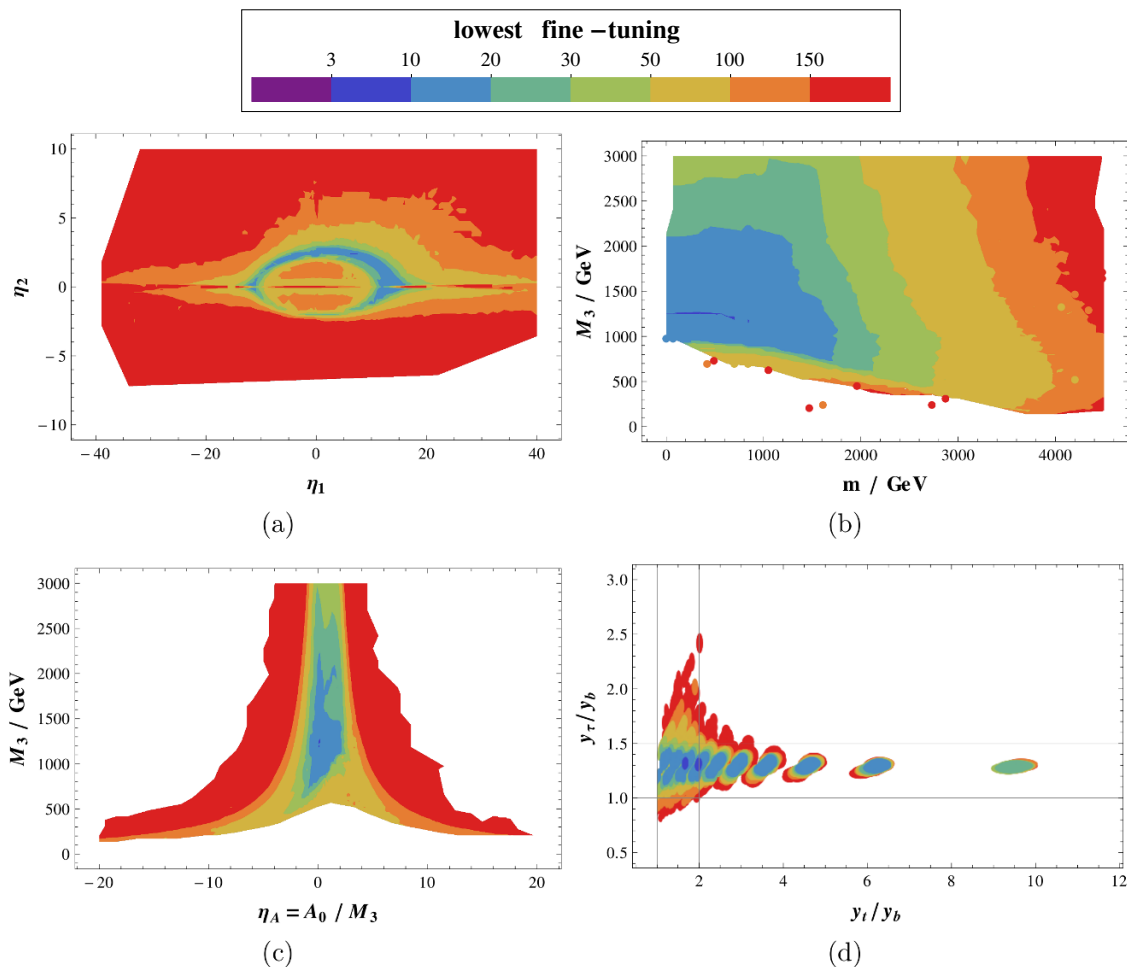 lowest fine −tuning
3 10 20 30 50 100 150
10
5
0
−5
−10
η2
−40 −20 0 20 40
η1
(a)
3000
2500
2000
1500
1000
500
0
M3 / GeV
0 1000 2000 3000 4000
m / GeV
(b)
3000
2500
2000
1500
1000
500
0
M3 / GeV
−20 −10 0 10 20
ηA = A0 / M3
(c)
3.0
2.5
2.0
1.5
1.0
0.5
yτ/yb
2 4 6 8 10 12
yt/yb
(d)